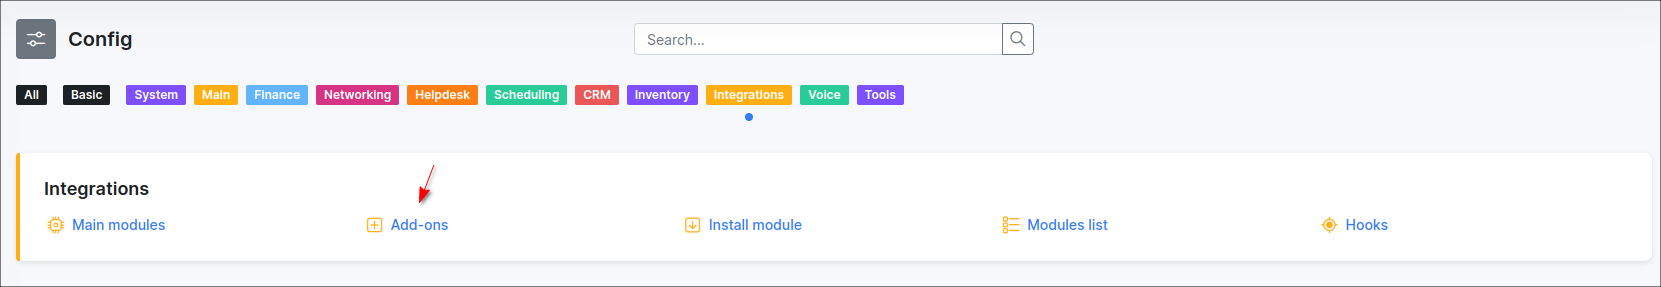 Config
Search...
All Basic System Main Finance Networking Helpdesk Scheduling CRM Inventory Integrations Voice Tools
Integrations
Main modules Add-ons Install module Modules list Hooks